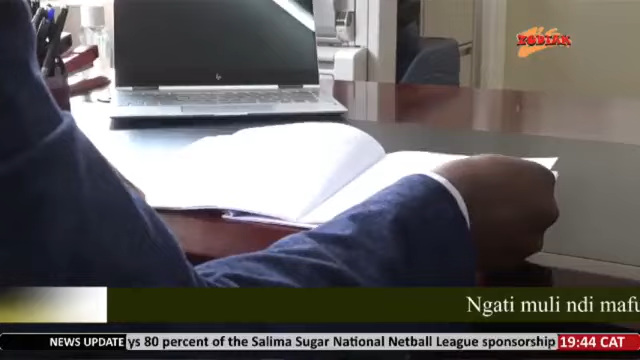 ZODIAK
Ngati muli ndi mafu
NEWS UPDATE ys 80 percent of the Salima Sugar National Netball League sponsorship 19:44 CAT